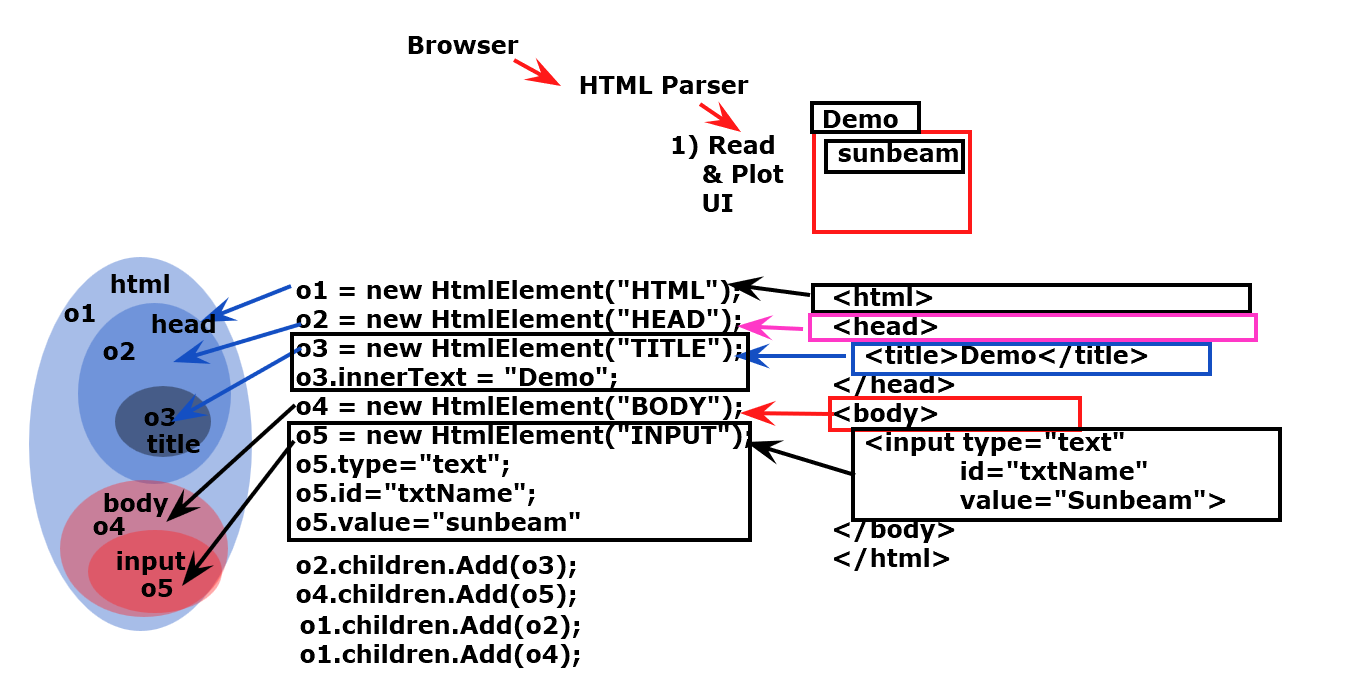 Browser
HTML Parser
1) Read
& Plot
UI
Demo
sunbeam
html
o1
head
o2
o3
title
body
o4
input
o5
o1 = new HtmlElement("HTML");
o2 = new HtmlElement("HEAD");
o3 = new HtmlElement("TITLE");
o3.innerText = "Demo";
o4 = new HtmlElement("BODY");
o5 = new HtmlElement("INPUT");
o5.type="text";
o5.id="txtName";
o5.value="sunbeam"
o2.children.Add(o3);
o4.children.Add(o5);
o1.children.Add(o2);
o1.children.Add(o4);
<html>
<head>
<title>Demo</title>
</head>
<body>
<input type="text"
id="txtName"
value="Sunbeam">
</body>
</html>